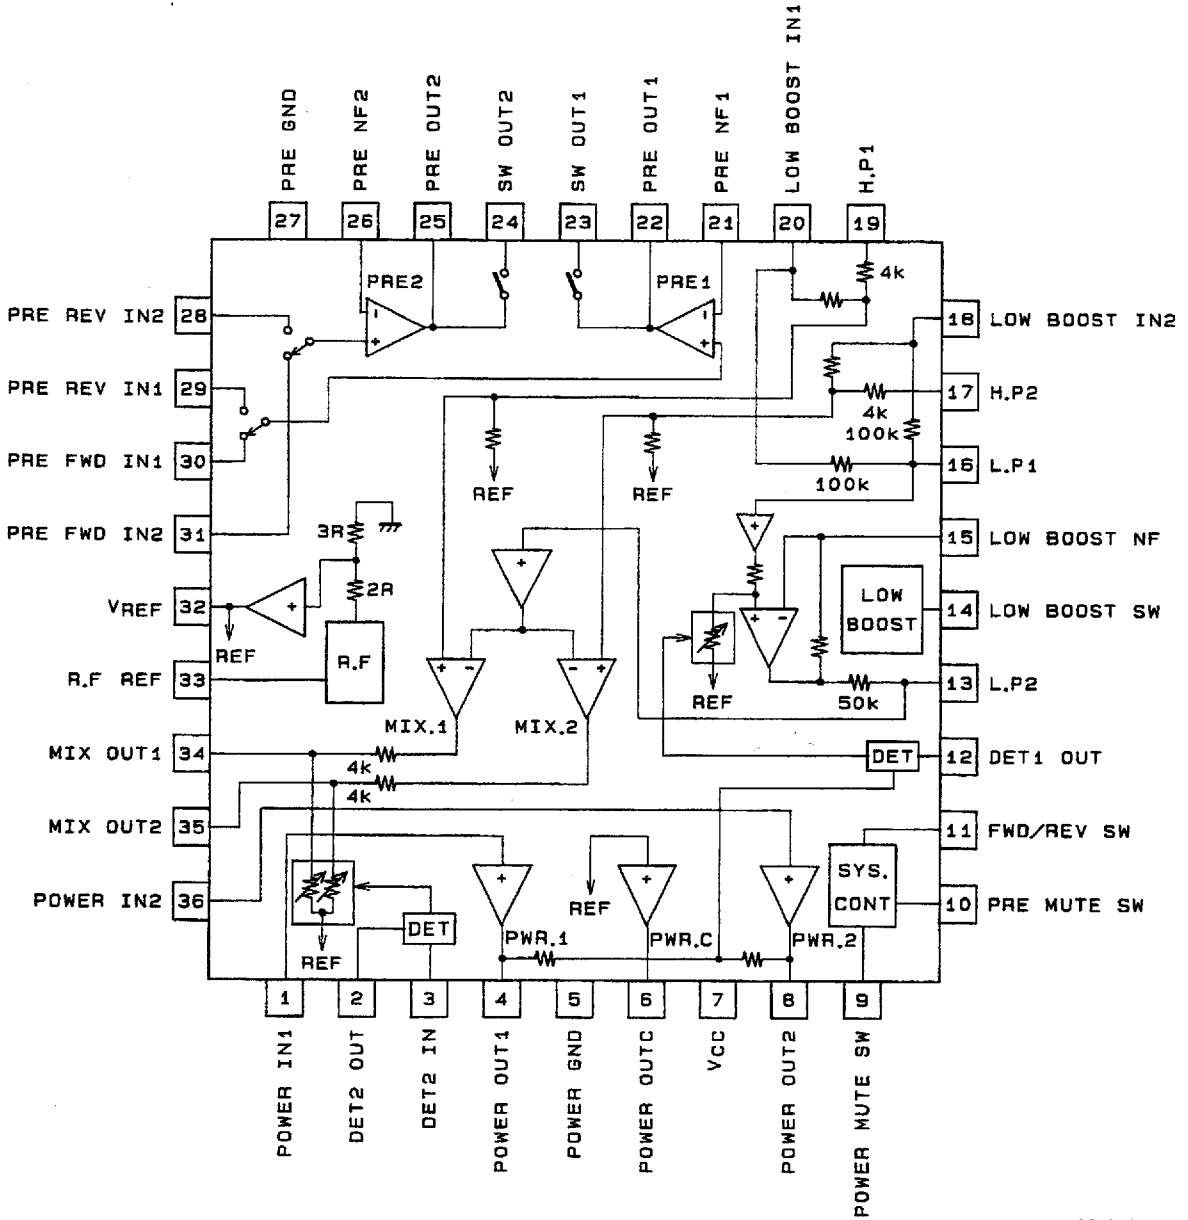 PRE GND
PRE NF2
PRE OUT2
SW OUT2
SW OUT1
PRE OUT1
PRE NF1
LOW BOOST IN1
H.P1
27
26
25
24
23
22
21
20
19
PRE2
PRE1
4k
PRE REV IN2
28
18
LOW BOOST IN2
-
+
-
+
PRE REV IN1
29
17
H.P2
4k
100k
PRE FWD IN1
30
16
L.P1
REF
REF
100k
PRE FWD IN2
31
3R
15
LOW BOOST NF
+
+
2R
LOW
BOOST
VREF
32
+
14
LOW BOOST SW
+ -
REF
R.F
R.F REF
33
+ -
- +
REF
50k
13
L.P2
MIX.1
MIX.2
MIX OUT1
34
4k
DET
12
DET1 OUT
4k
MIX OUT2
35
11
FWD/REV SW
SYS.
CONT
POWER IN2
36
+
+
+
REF
10
PRE MUTE SW
DET
PWR.1
PWR.C
PWR.2
REF
1
2
3
4
5
6
7
8
9
POWER IN1
DET2 OUT
DET2 IN
POWER OUT1
POWER GND
POWER OUTC
VCC
POWER OUT2
POWER MUTE SW